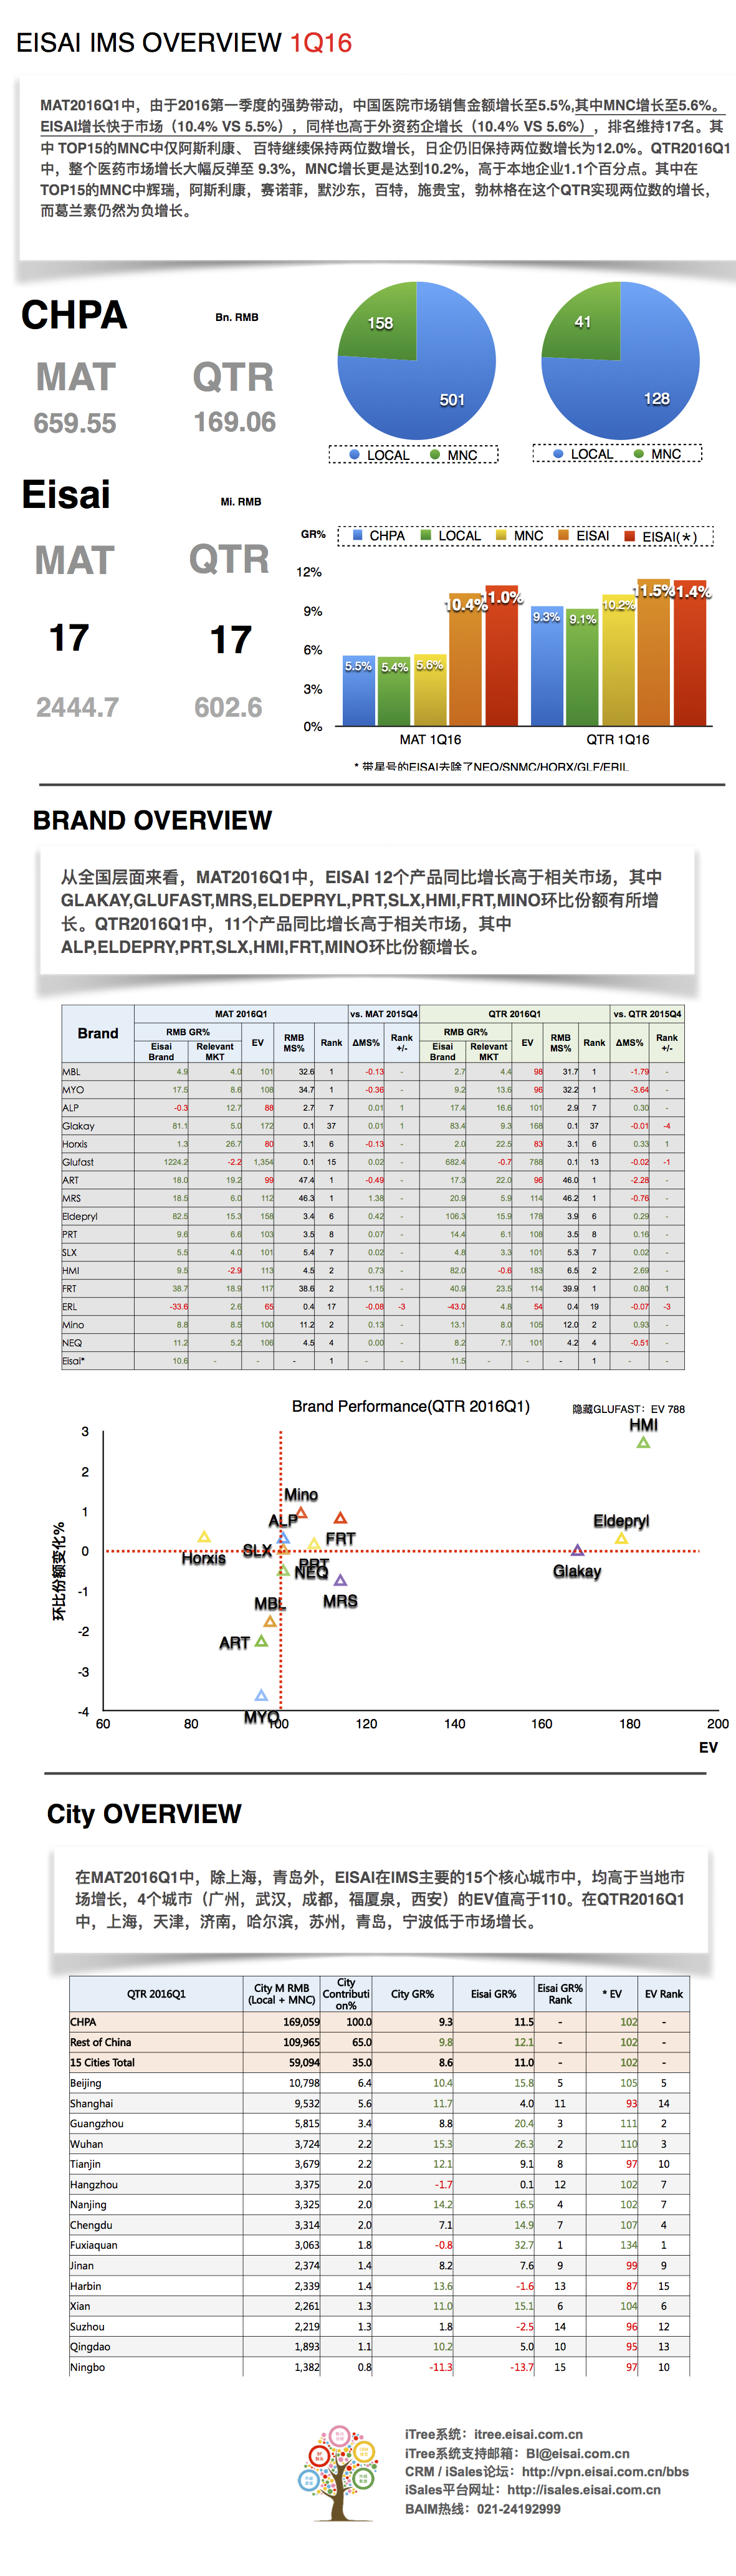 EISAI IMS OVERVIEW 1Q16
MAT2016Q1中，由于2016第一季度的强势带动，中国医院市场销售金额增长至5.5%,其中MNC增长至5.6%。
EISAI增长快于市场（10.4% VS 5.5%），同样也高于外资药企增长（10.4% VS 5.6%），排名维持17名。其
中 TOP15的MNC中仅阿斯利康、百特继续保持两位数增长，日企仍旧保持两位数增长为12.0%。QTR2016Q1
中，整个医药市场增长大幅反弹至 9.3%，MNC增长更是达到10.2%，高于本地企业1.1个百分点。其中在
TOP15的MNC中辉瑞，阿斯利康，赛诺菲，默沙东，百特，施贵宝，勃林格在这个QTR实现两位数的增长，
而葛兰素仍然为负增长。
CHPA Bn. RMB
MAT QTR
659.55 169.06
158 501
LOCAL MNC
41 128
LOCAL MNC
Eisai Mi. RMB
MAT QTR
17 17
2444.7 602.6
GR% CHPA LOCAL MNC EISAI EISAI(*)
12%
9%
6%
3%
0%
5.5% 5.4% 5.6% 10.4% 11.0% 9.3% 9.1% 10.2% 11.5% 11.4%
MAT 1Q16 QTR 1Q16
* 带星号的EISAI去除了NEQ/SNMC/HORX/GLF/ERIL
BRAND OVERVIEW
从全国层面来看，MAT2016Q1中，EISAI 12个产品同比增长高于相关市场，其中
GLAKAY,GLUFAST,MRS,ELDEPRYL,PRT,SLX,HMI,FRT,MINO环比份额有所增
长。QTR2016Q1中，11个产品同比增长高于相关市场，其中
ALP,ELDEPRY,PRT,SLX,HMI,FRT,MINO环比份额增长。
Brand MAT 2016Q1 vs. MAT 2015Q4 QTR 2016Q1 vs. QTR 2015Q4
RMB GR% EV RMB MS% Rank ΔMS% Rank +/- RMB GR% EV RMB MS% Rank ΔMS% Rank +/-
Eisai Brand Relevant MKT Eisai Brand Relevant MKT
MBL 4.9 4.0 101 32.6 1 -0.13 - 2.7 4.4 98 31.7 1 -1.79 -
MYO 17.5 8.6 108 34.7 1 -0.36 - 9.2 13.6 96 32.2 1 -3.64 -
ALP -0.3 12.7 88 2.7 7 0.01 1 17.4 16.6 101 2.9 7 0.30 -
Glakay 81.1 5.0 172 0.1 37 0.01 1 83.4 9.3 168 0.1 37 -0.01 -4
Horxis 1.3 26.7 80 3.1 6 -0.13 - 2.0 22.5 83 3.1 6 0.33 1
Glufast 1224.2 -2.2 1,354 0.1 15 0.02 - 682.4 -0.7 788 0.1 13 -0.02 -1
ART 18.0 19.2 99 47.4 1 -0.49 - 17.3 22.0 96 46.0 1 -2.28 -
MRS 18.5 6.0 112 46.3 1 1.38 - 20.9 5.9 114 46.2 1 -0.76 -
Eldepryl 82.5 15.3 158 3.4 6 0.42 - 106.3 15.9 178 3.9 6 0.29 -
PRT 9.6 6.6 103 3.5 8 0.07 - 14.4 6.1 108 3.5 8 0.16 -
SLX 5.5 4.0 101 5.4 7 0.02 - 4.8 3.3 101 5.3 7 0.02 -
HMI 9.5 -2.9 113 4.5 2 0.73 - 82.0 -0.6 183 6.5 2 2.69 -
FRT 38.7 18.9 117 38.6 2 1.15 - 40.9 23.5 114 39.9 1 0.80 1
ERL -33.6 2.6 65 0.4 17 -0.08 -3 -43.0 4.8 54 0.4 19 -0.07 -3
Mino 8.8 8.5 100 11.2 2 0.13 - 13.1 8.0 105 12.0 2 0.93 -
NEQ 11.2 5.2 106 4.5 4 0.00 - 8.2 7.1 101 4.2 4 -0.51 -
Eisai* 10.6 - - - 1 - - 11.5 - - - 1 - -
Brand Performance(QTR 2016Q1) 隐藏GLUFAST：EV 788
环比份额变化%
3
2
1
0
-1
-2
-3
-4
HMI
Mino
ALP
Eldepryl
FRT
SLX
Horxis
PRT
NEQ
Glakay
MRS
MBL
ART
MYO
60 80 100 120 140 160 180 200
EV
City OVERVIEW
在MAT2016Q1中，除上海，青岛外，EISAI在IMS主要的15个核心城市中，均高于当地市
场增长，4个城市（广州，武汉，成都，福厦泉，西安）的EV值高于110。在QTR2016Q1
中，上海，天津，济南，哈尔滨，苏州，青岛，宁波低于市场增长。
QTR 2016Q1 City M RMB (Local + MNC) City Contribution% City GR% Eisai GR% Eisai GR% Rank * EV EV Rank
CHPA 169,059 100.0 9.3 11.5 - 102 -
Rest of China 109,965 65.0 9.8 12.1 - 102 -
15 Cities Total 59,094 35.0 8.6 11.0 - 102 -
Beijing 10,798 6.4 10.4 15.8 5 105 5
Shanghai 9,532 5.6 11.7 4.0 11 93 14
Guangzhou 5,815 3.4 8.8 20.4 3 111 2
Wuhan 3,724 2.2 15.3 26.3 2 110 3
Tianjin 3,679 2.2 12.1 9.1 8 97 10
Hangzhou 3,375 2.0 -1.7 0.1 12 102 7
Nanjing 3,325 2.0 14.2 16.5 4 102 7
Chengdu 3,314 2.0 7.1 14.9 7 107 4
Fuxiaquan 3,063 1.8 -0.8 32.7 1 134 1
Jinan 2,374 1.4 8.2 7.6 9 99 9
Harbin 2,339 1.4 13.6 -1.6 13 87 15
Xian 2,261 1.3 11.0 15.1 6 104 6
Suzhou 2,219 1.3 1.8 -2.5 14 96 12
Qingdao 1,893 1.1 10.2 5.0 10 95 13
Ningbo 1,382 0.8 -11.3 -13.7 15 97 10
iTree系统：itree.eisai.com.cn
iTree系统支持邮箱：BI@eisai.com.cn
CRM / iSales论坛：http://vpn.eisai.com.cn/bbs
iSales平台网址：http://isales.eisai.com.cn
BAIM热线：021-24192999